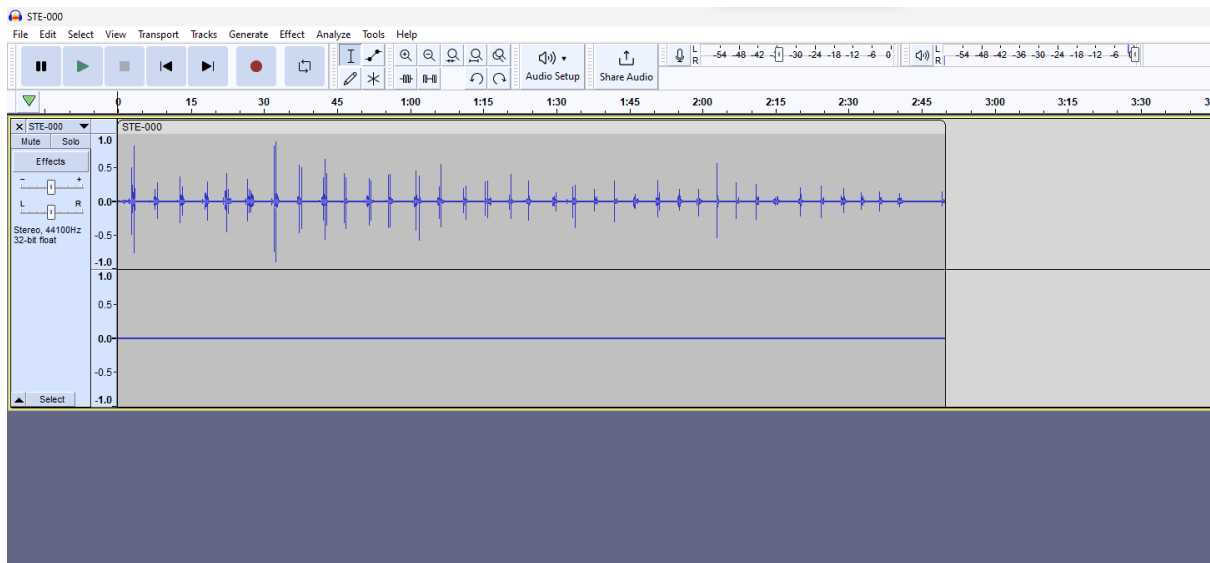 STE-000
File Edit Select View Transport Tracks Generate Effect Analyze Tools Help
Audio Setup
Share Audio
L
R
-54 -48 -42 -30 -24 -18 -12 -6 0
L
R
-54 -48 -42 -36 -30 -24 -18 -12 -6
0 15 30 45 1:00 1:15 1:30 1:45 2:00 2:15 2:30 2:45 3:00 3:15 3:30 3
STE-000
STE-000
Mute Solo
Effects
- +
L R
Stereo, 44100Hz
32-bit float
Select
1.0
0.5
0.0
-0.5
-1.0
1.0
0.5
0.0
-0.5
-1.0